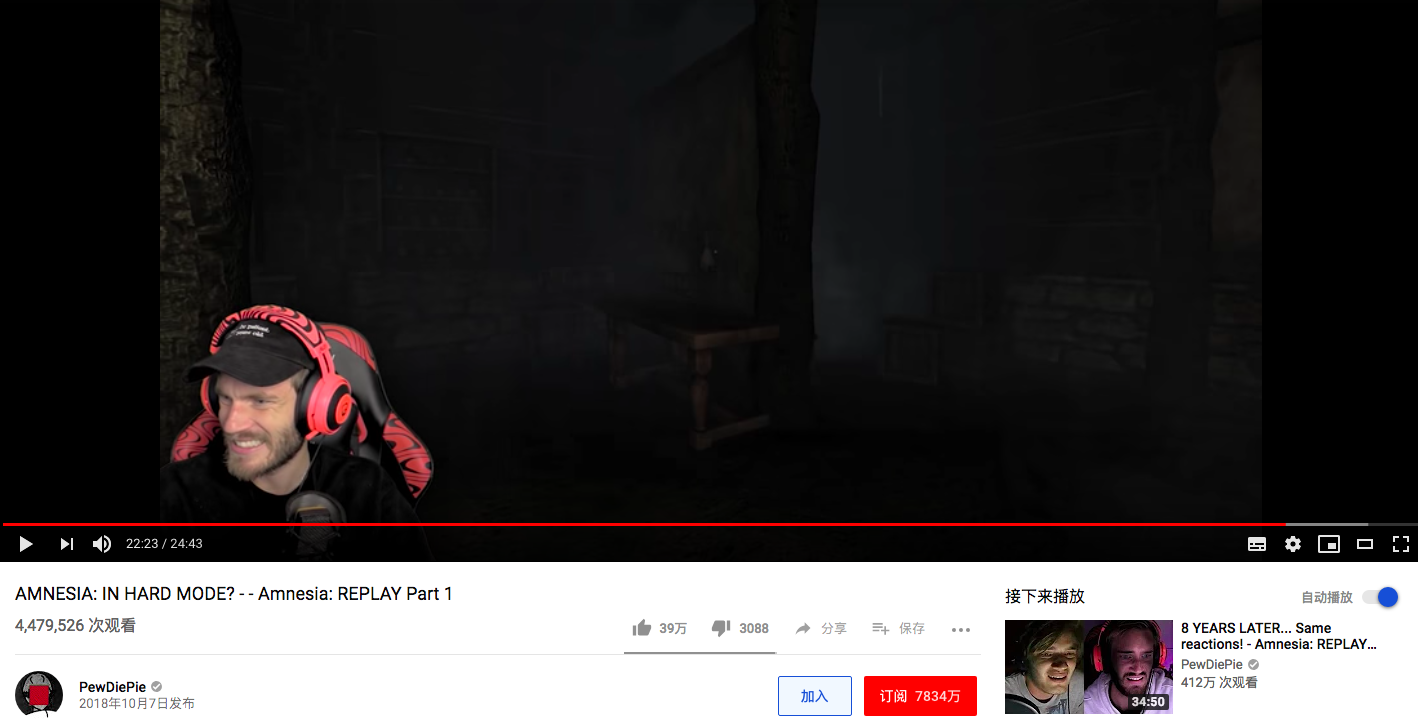 22:23 / 24:43
AMNESIA: IN HARD MODE? - - Amnesia: REPLAY Part 1
4,479,526 次观看
39万
3088
分享
保存
PewDiePie
2018年10月7日发布
加入
订阅 7834万
接下来播放
自动播放
8 YEARS LATER... Same
reactions! - Amnesia: REPLAY...
PewDiePie
412万 次观看
34:50